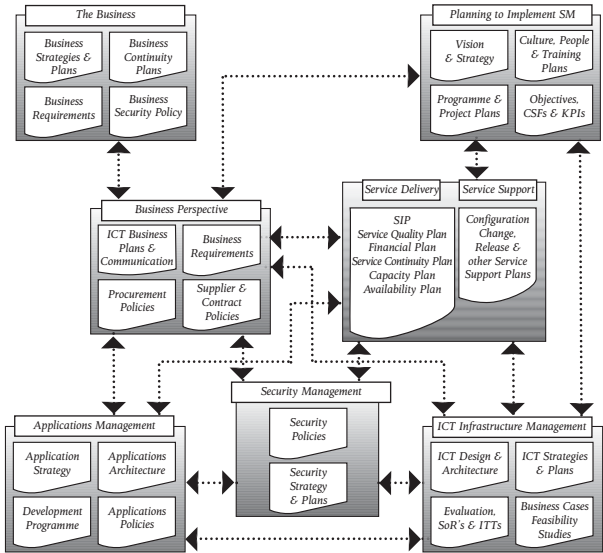 The Business
Business
Strategies &
Plans
Business
Continuity
Plans
Business
Requirements
Business
Security Policy
Planning to Implement SM
Vision
& Strategy
Culture, People
& Training
Plans
Programme &
Project Plans
Objectives,
CSFs & KPIs
Business Perspective
ICT Business
Plans &
Communication
Business
Requirements
Procurement
Policies
Supplier &
Contract
Policies
Service Delivery
SIP
Service Quality Plan
Financial Plan
Service Continuity Plan
Capacity Plan
Availability Plan
Service Support
Configuration
Change,
Release &
other Service
Support Plans
Applications Management
Application
Strategy
Applications
Architecture
Development
Programme
Applications
Policies
Security Management
Security
Policies
Security
Strategy
& Plans
ICT Infrastructure Management
ICT Design &
Architecture
ICT Strategies
& Plans
Evaluation,
SoR's & ITTs
Business Cases
Feasibility
Studies